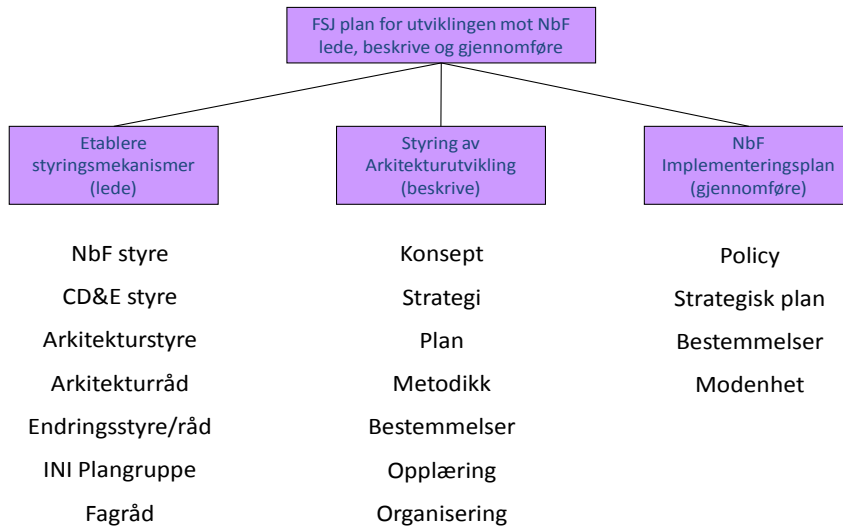 FSJ plan for utviklingen mot NbF
lede, beskrive og gjennomføre
Etablere
styringsmekanismer
(lede)
Styring av
Arkitekturutvikling
(beskrive)
NbF
Implementeringsplan
(gjennomføre)
NbF styre
CD&E styre
Arkitekturstyre
Arkitekturråd
Endringsstyre/råd
INI Plangruppe
Fagråd
Konsept
Strategi
Plan
Metodikk
Bestemmelser
Opplæring
Organisering
Policy
Strategisk plan
Bestemmelser
Modenhet